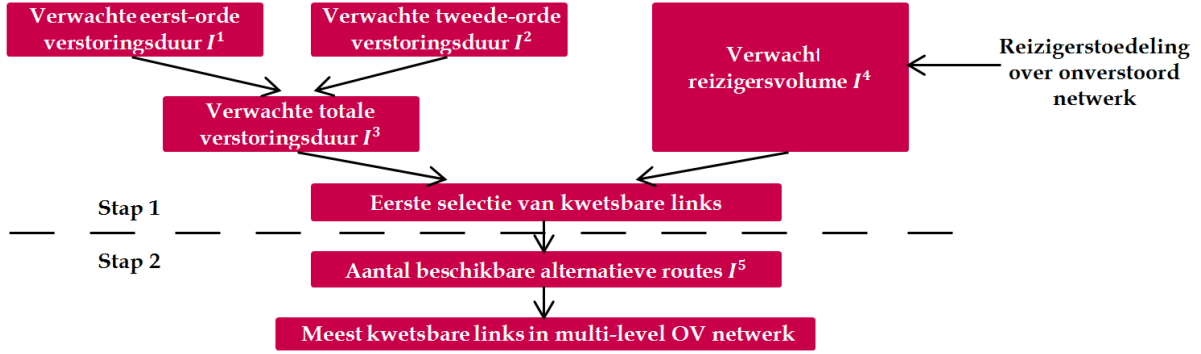 Verwachte eerst-orde
verstoringsduur I¹
Verwachte tweede-orde
verstoringsduur I²
Verwacht
reizigersvolume I⁴
Reizigerstoedeling
over onverstoord
netwerk
Verwachte totale
verstoringsduur I³
Eerste selectie van kwetsbare links
Stap 1
Stap 2
Aantal beschikbare alternatieve routes I⁵
Meest kwetsbare links in multi-level OV netwerk